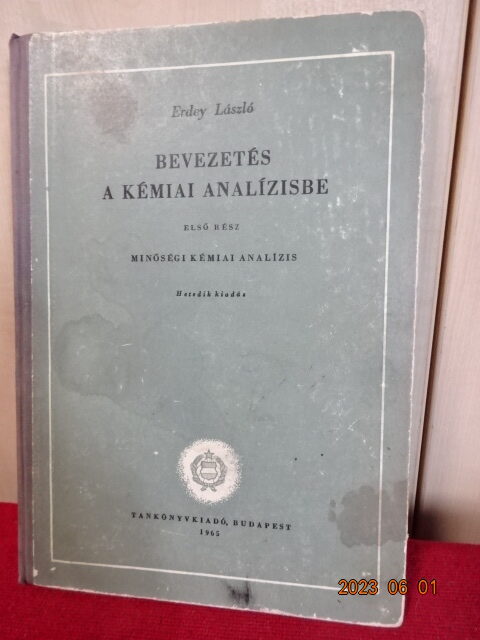 Erdey László
BEVEZETÉS
A KÉMIAI ANALÍZISBE
ELSŐ RÉSZ
MINŐSÉGI KÉMIAI ANALÍZIS
Hetedik kiadás
TANKÖNYVKIADÓ, BUDAPEST
1965
2023 06 01